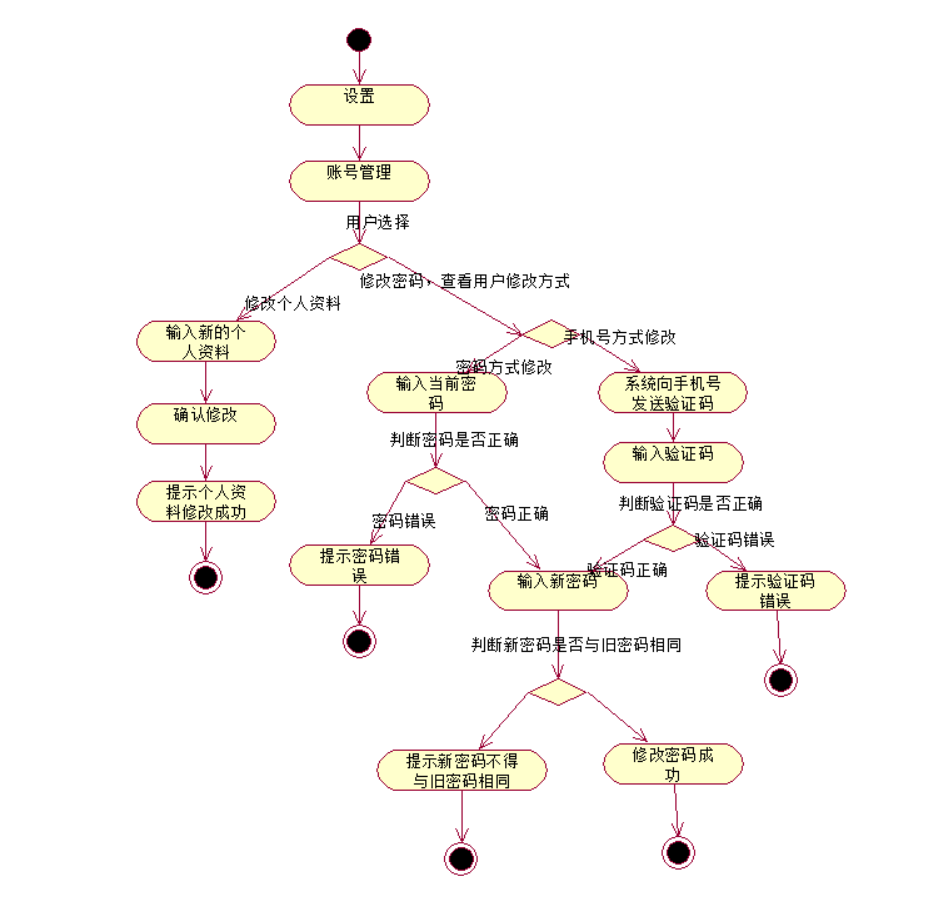 设置
账号管理
用户选择
修改密码，查看用户修改方式
修改个人资料
输入新的个
人资料
手机号方式修改
密码方式修改
输入当前密
码
系统向手机号
发送验证码
确认修改
判断密码是否正确
输入验证码
提示个人资
料修改成功
判断验证码是否正确
密码错误
密码正确
验证码错误
提示密码错
误
验证码正确
输入新密码
提示验证码
错误
判断新密码是否与旧密码相同
提示新密码不得
与旧密码相同
修改密码成
功